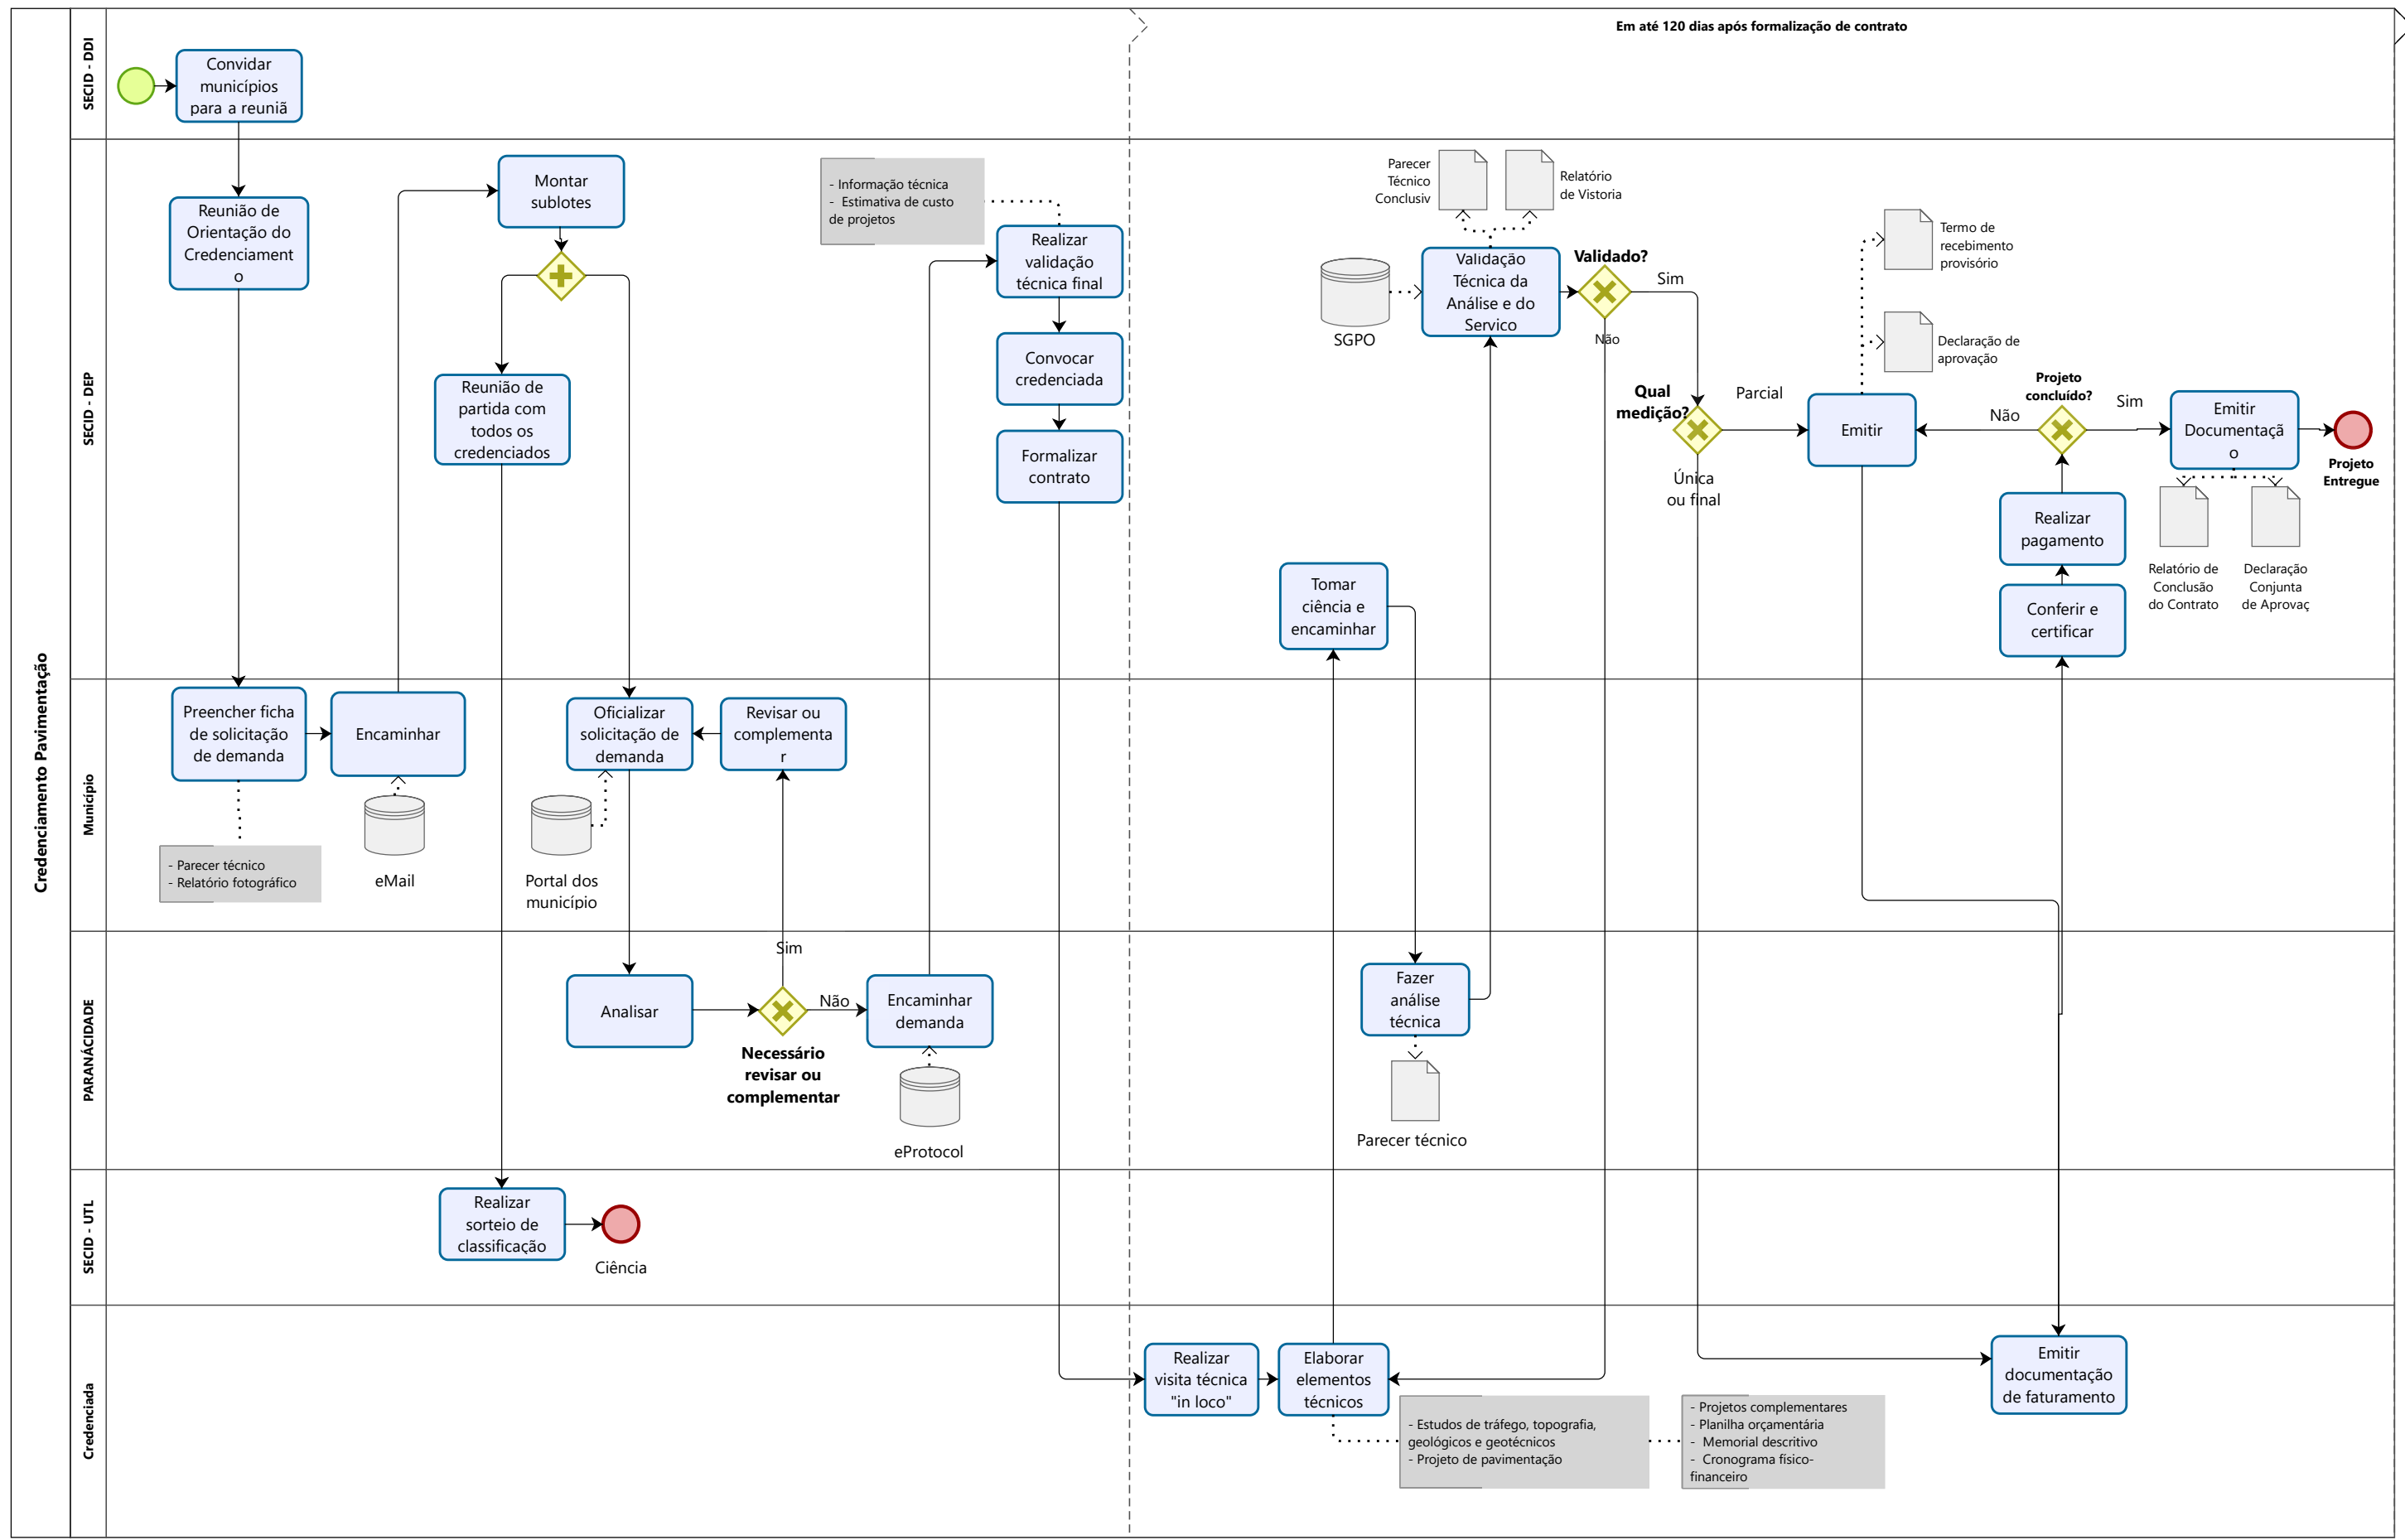 Credenciamento Pavimentação
SECID - DDI
Em até 120 dias após formalização de contrato
Convidar
municípios
para a reuniã
SECID - DEP
Reunião de
Orientação do
Credenciament
o
Montar
sublotes
Reunião de
partida com
todos os
credenciados
- Informação técnica
- Estimativa de custo
de projetos
Realizar
validação
técnica final
Convocar
credenciada
Formalizar
contrato
Parecer
Técnico
Conclusiv
Relatório
de Vistoria
SGPO
Validação
Técnica da
Análise e do
Servico
Validado?
Sim
Não
Qual
medição?
Parcial
Única
ou final
Emitir
Termo de
recebimento
provisório
Declaração de
aprovação
Projeto
concluído?
Não
Sim
Emitir
Documentaçã
o
Projeto
Entregue
Relatório de
Conclusão
do Contrato
Declaração
Conjunta
de Aprovaç
Realizar
pagamento
Conferir e
certificar
Tomar
ciência e
encaminhar
Município
Preencher ficha
de solicitação
de demanda
Encaminhar
- Parecer técnico
- Relatório fotográfico
eMail
Oficializar
solicitação de
demanda
Revisar ou
complementa
r
Portal dos
município
PARANÁCIDADE
Analisar
Sim
Não
Necessário
revisar ou
complementar
Encaminhar
demanda
eProtocol
Fazer
análise
técnica
Parecer técnico
SECID - UTL
Realizar
sorteio de
classificação
Ciência
Credenciada
Realizar
visita técnica
"in loco"
Elaborar
elementos
técnicos
- Estudos de tráfego, topografia,
geológicos e geotécnicos
- Projeto de pavimentação
- Projetos complementares
- Planilha orçamentária
- Memorial descritivo
- Cronograma físico-
financeiro
Emitir
documentação
de faturamento